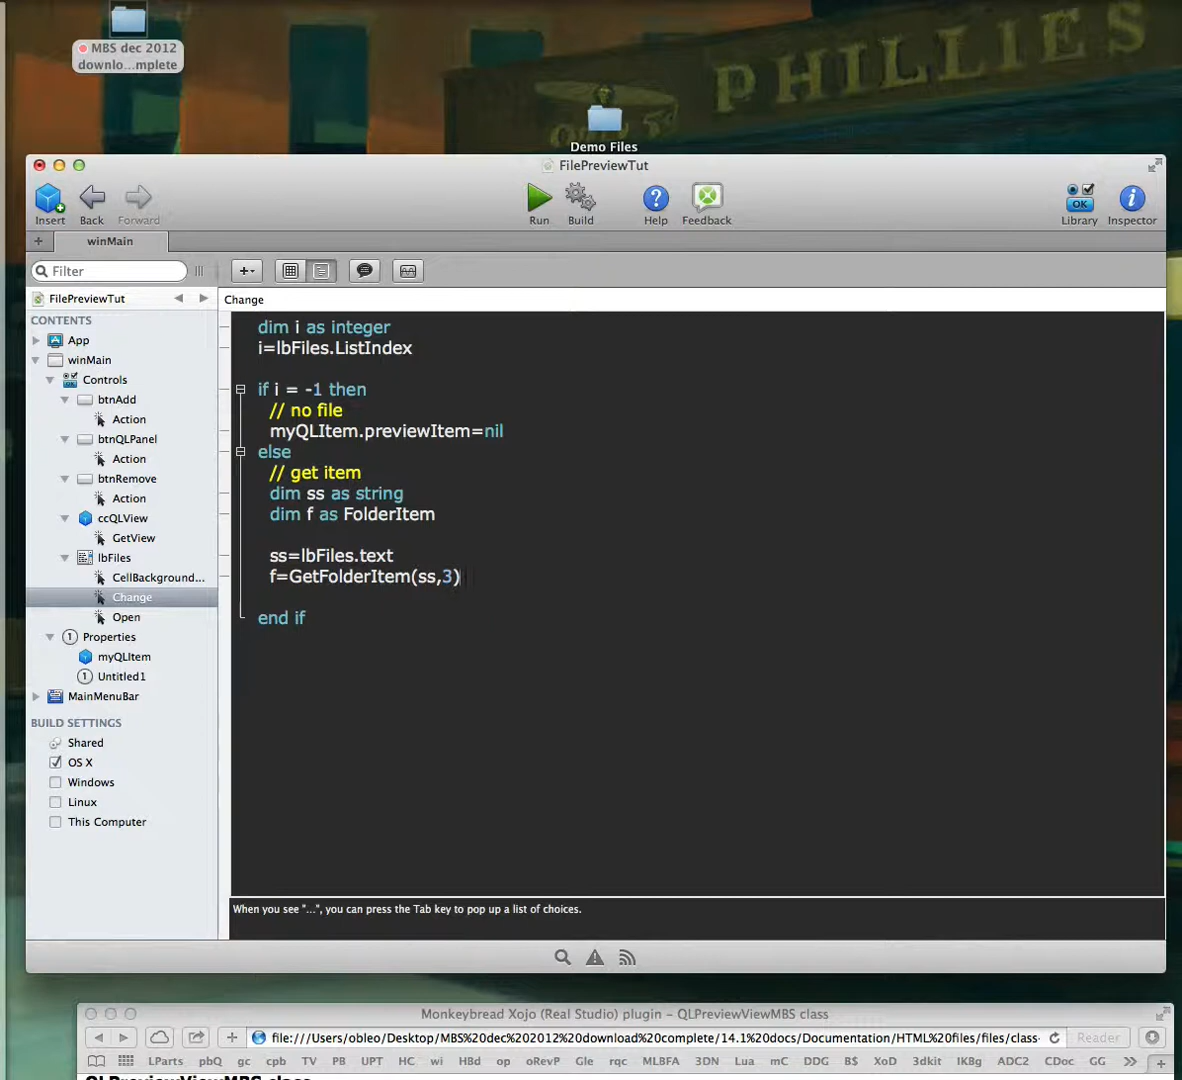 PHILLIES
MBS dec 2012
downlo...mplete
Demo Files
FilePreviewTut
Insert Back Forward Run Build Help Feedback Library Inspector
+ winMain
Filter
FilePreviewTut
Change
CONTENTS
App
winMain
Controls
btnAdd
Action
btnQLPanel
Action
btnRemove
Action
ccQLView
GetView
lbFiles
CellBackground...
Change
Open
Properties
myQLItem
Untitled1
MainMenuBar
BUILD SETTINGS
Shared
OS X
Windows
Linux
This Computer
dim i as integer
i=lbFiles.ListIndex
if i = -1 then
// no file
myQLItem.previewItem=nil
else
// get item
dim ss as string
dim f as FolderItem
ss=lbFiles.text
f=GetFolderItem(ss,3)
end if
When you see "...", you can press the Tab key to pop up a list of choices.
Monkeybread Xojo (Real Studio) plugin – QLPreviewViewMBS class
file:///Users/obleo/Desktop/MBS%20dec%202012%20download%20complete/14.1%20docs/Documentation/HTML%20files/files/class- Reader
LParts pbQ gc cpb TV PB UPT HC wi HBd op oRevP Gle rqc MLBFA 3DN Lua mC DDG B$ XoD 3dkit IKBg ADC2 CDoc GG >> +
QLPreviewViewMBS class